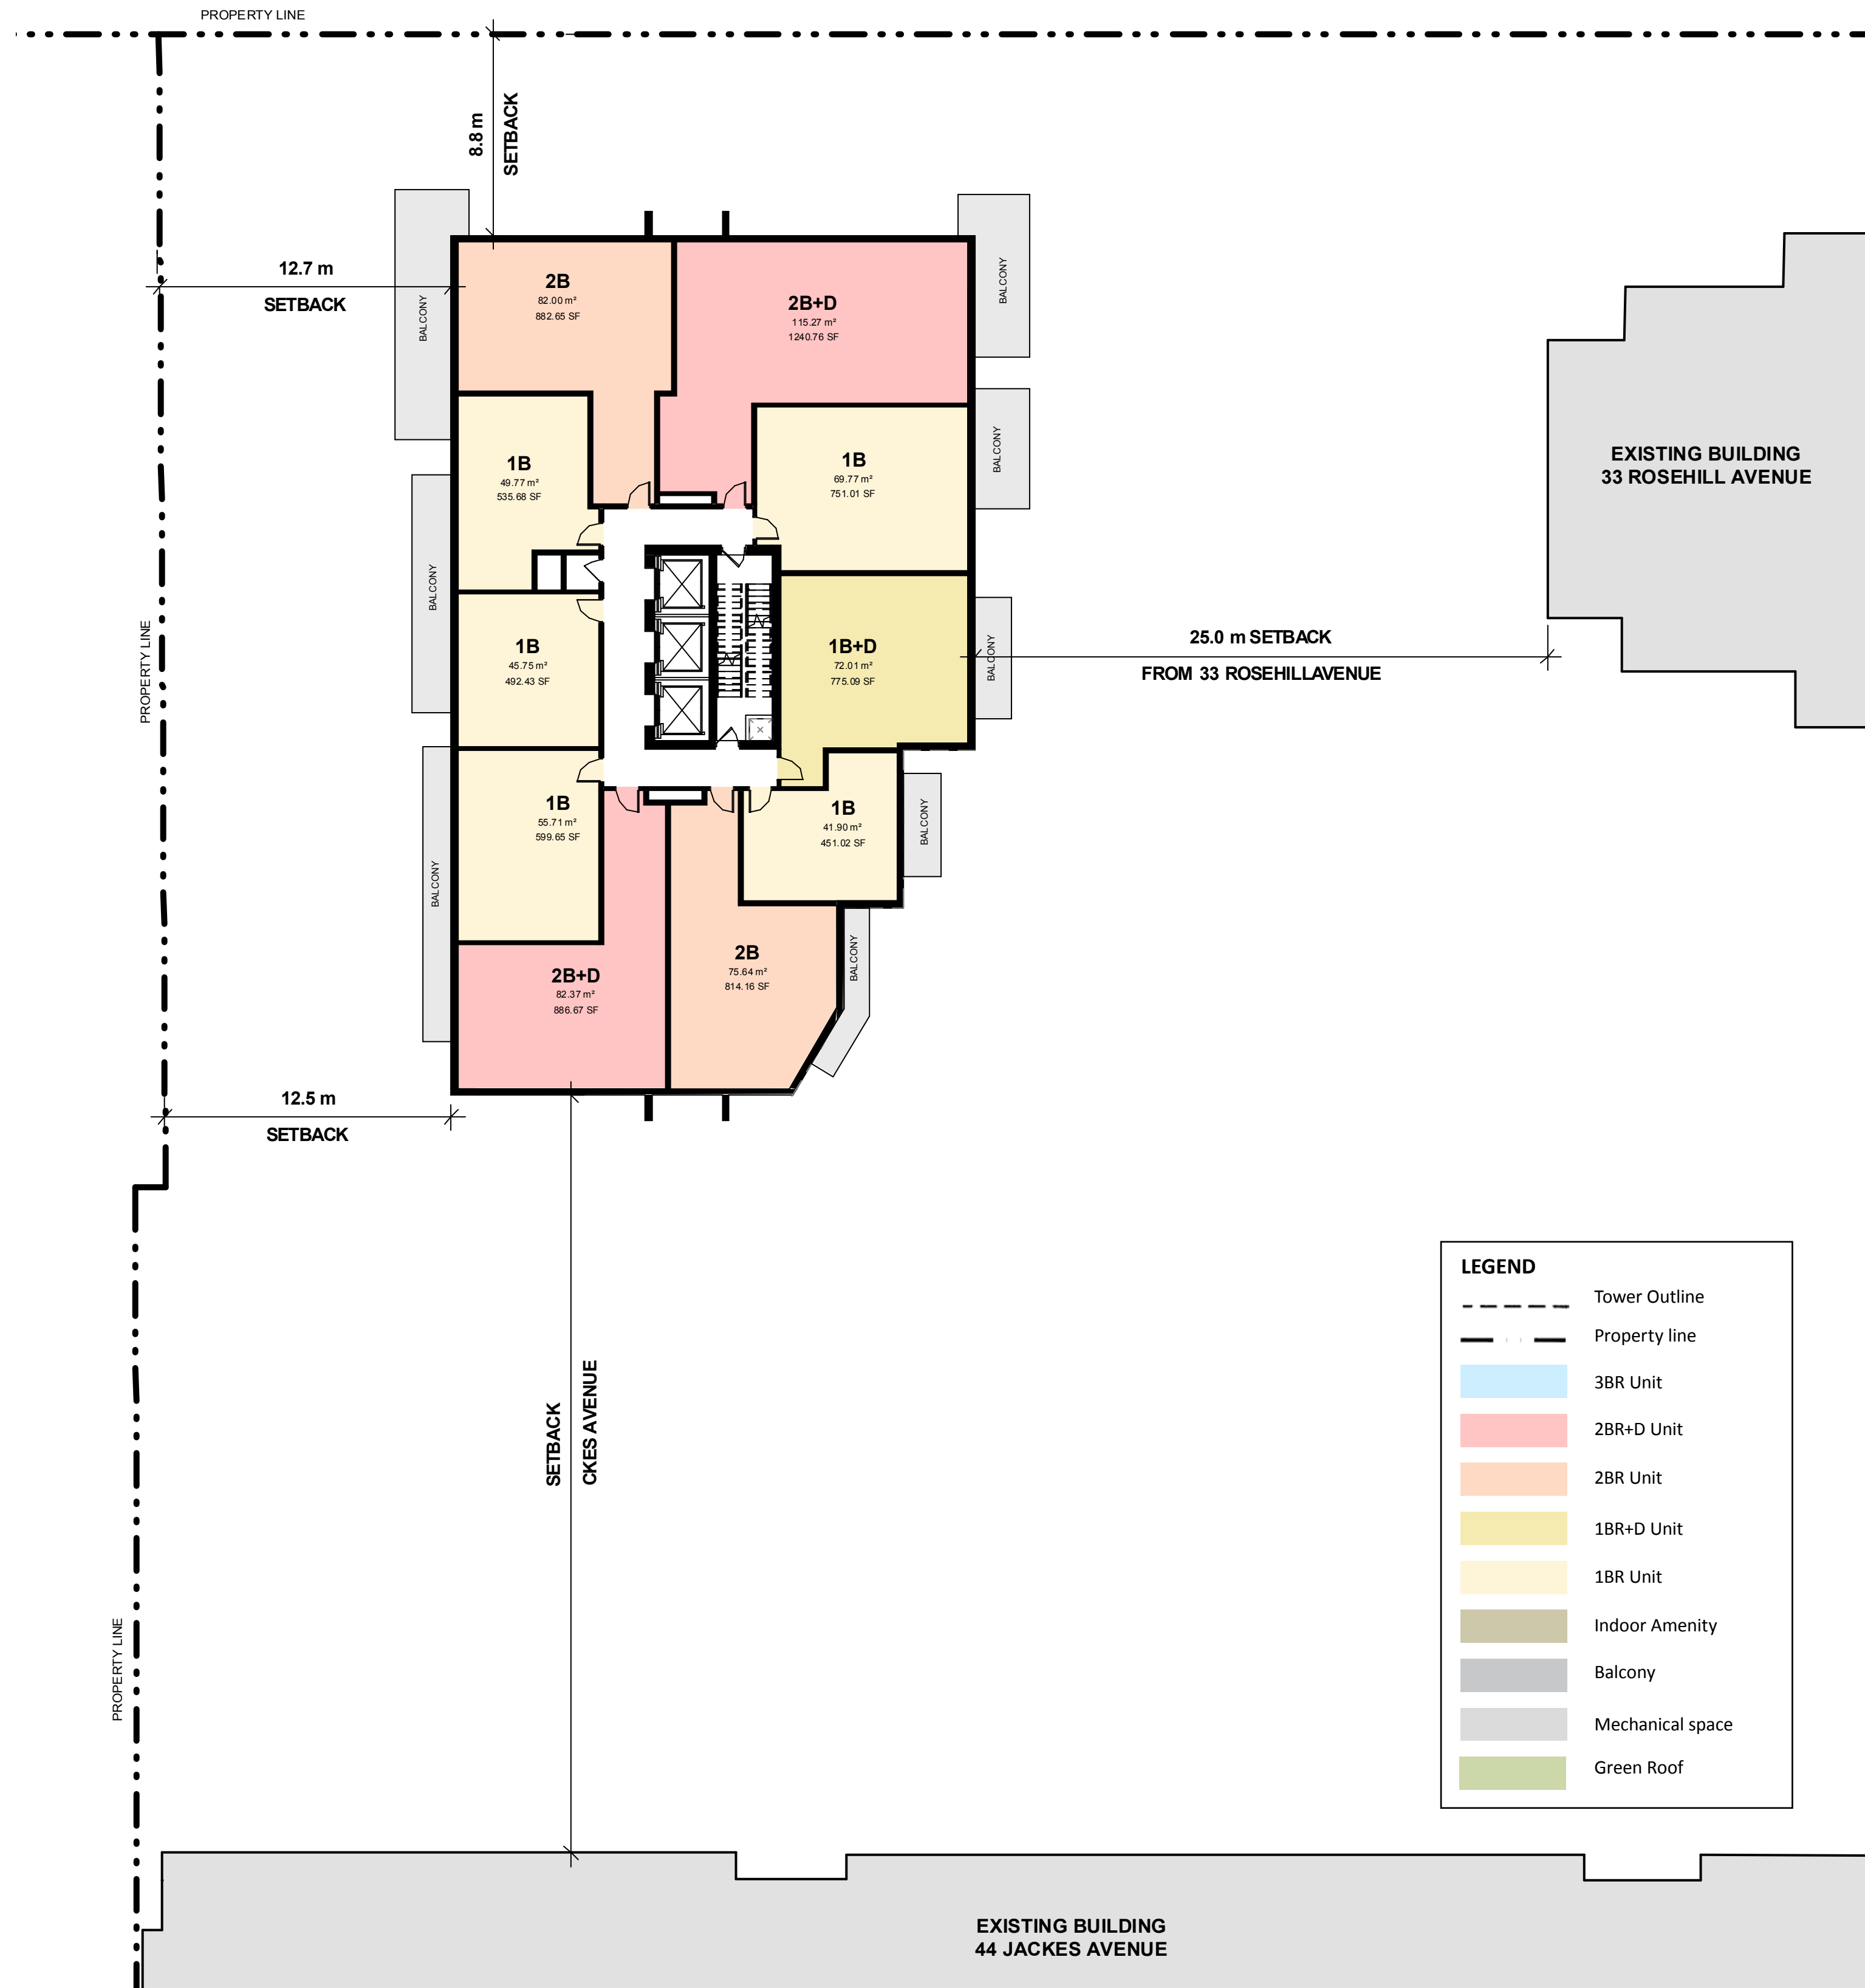 PROPERTY LINE
8.8 m
SETBACK
12.7 m
SETBACK
BALCONY
2B
82.00 m²
882.65 SF
2B+D
115.27 m²
1240.76 SF
BALCONY
1B
49.77 m²
535.68 SF
1B
69.77 m²
751.01 SF
BALCONY
EXISTING BUILDING
33 ROSEHILL AVENUE
BALCONY
PROPERTY LINE
1B
45.75 m²
492.43 SF
1B+D
72.01 m²
775.09 SF
BALCONY
25.0 m SETBACK
FROM 33 ROSEHILLAVENUE
1B
55.71 m²
599.65 SF
1B
41.90 m²
451.02 SF
BALCONY
BALCONY
2B+D
82.37 m²
886.67 SF
2B
75.64 m²
814.16 SF
BALCONY
12.5 m
SETBACK
SETBACK
CKES AVENUE
PROPERTY LINE
LEGEND
Tower Outline
Property line
3BR Unit
2BR+D Unit
2BR Unit
1BR+D Unit
1BR Unit
Indoor Amenity
Balcony
Mechanical space
Green Roof
EXISTING BUILDING
44 JACKES AVENUE